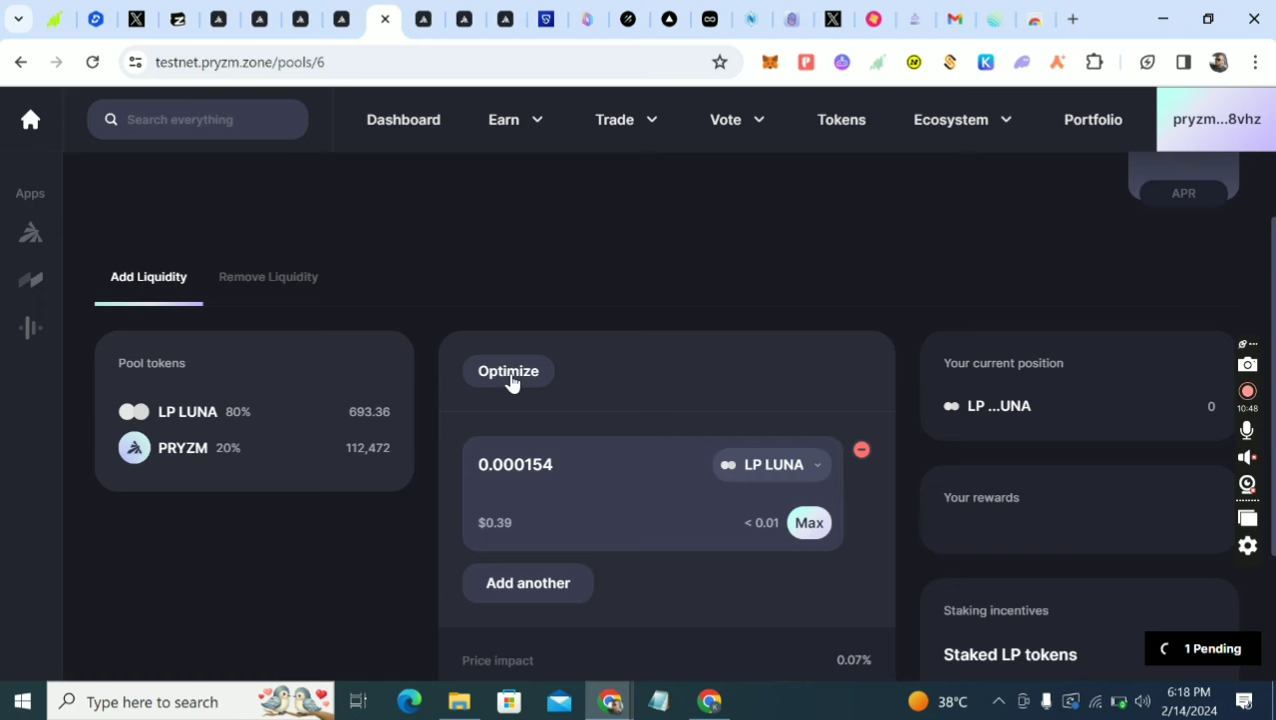 testnet.pryzm.zone/pools/6
Search everything
Dashboard
Earn
Trade
Vote
Tokens
Ecosystem
Portfolio
pryzm...8vhz
Apps
APR
Add Liquidity
Remove Liquidity
Pool tokens
LP LUNA 80% 693.36
PRYZM 20% 112,472
Optimize
0.000154
LP LUNA
$0.39
< 0.01
Max
Add another
Price impact
0.07%
Your current position
LP ...UNA
0
Your rewards
Staking incentives
Staked LP tokens
1 Pending
10:48
Type here to search
38°C
6:18 PM
2/14/2024